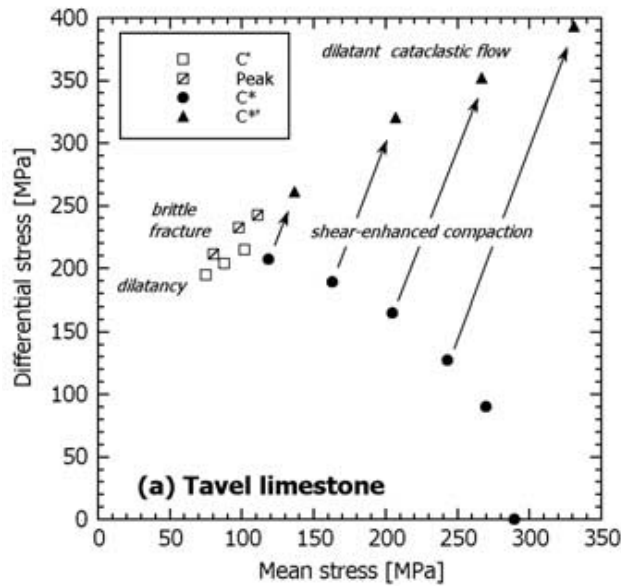 400
350
300
250
200
150
100
50
0
Differential stress [MPa]
C'
Peak
C*
C*'
dilatant cataclastic flow
brittle
fracture
shear-enhanced compaction
dilatancy
(a) Tavel limestone
0 50 100 150 200 250 300 350
Mean stress [MPa]